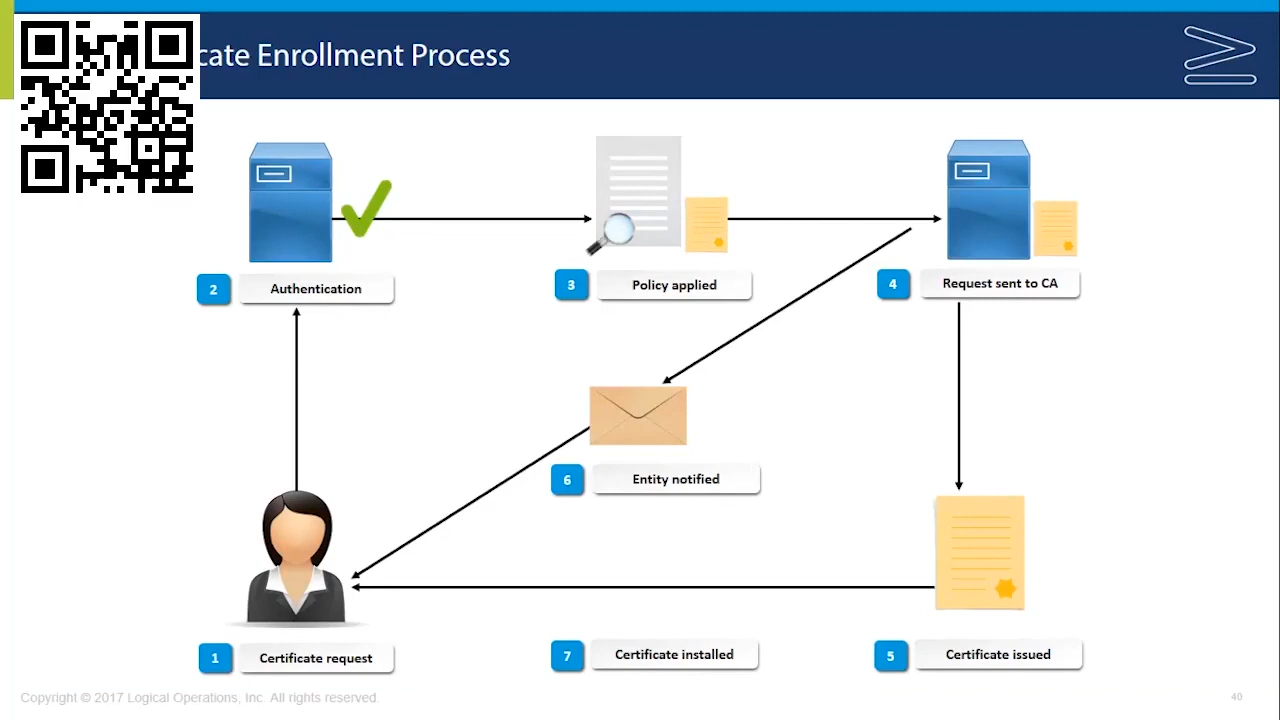 cate Enrollment Process
2 Authentication
3 Policy applied
4 Request sent to CA
6 Entity notified
1 Certificate request
7 Certificate installed
5 Certificate issued
Copyright © 2017 Logical Operations, Inc. All rights reserved.
40